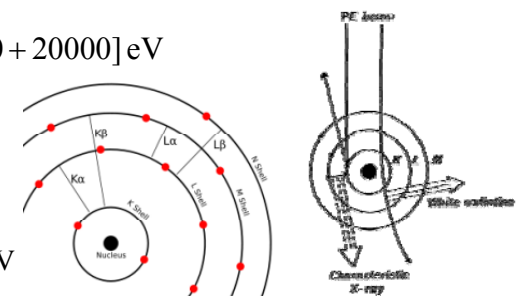 PE beam
0 + 20000] eV
Kβ
Lα
Lβ
Kα
N Shell
M Shell
L Shell
K Shell
Nucleus
K
L
M
White radiation
V
Characteristic
X-ray